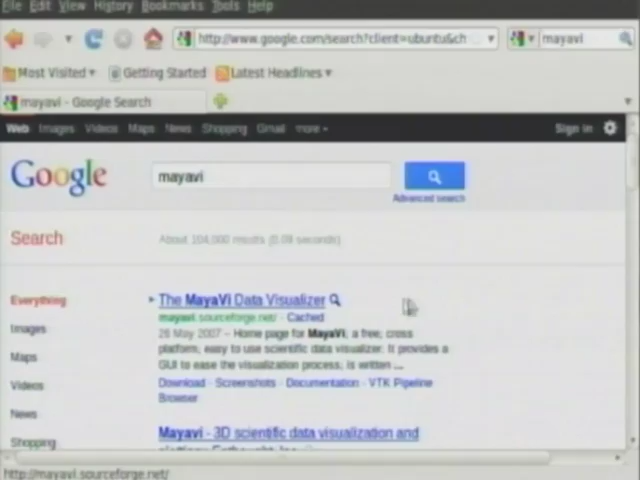 File Edit View History Bookmarks Tools Help
http://www.google.com/search?client=ubuntu&ch mayavi
Most Visited Getting Started Latest Headlines
mayavi - Google Search
Web Images Videos Maps News Shopping Gmail more Sign in
Google mayavi
Advanced search
Search About 104,000 results (0.09 seconds)
Everything
Images
Maps
Videos
News
Shopping
The MayaVi Data Visualizer
mayavi.sourceforge.net/ - Cached
26 May 2007 – Home page for MayaVi, a free, cross
platform, easy to use scientific data visualizer. It provides a
GUI to ease the visualization process, is written ...
Download - Screenshots - Documentation - VTK Pipeline
Browser
Mayavi - 3D scientific data visualization and
http://mayavi.sourceforge.net/